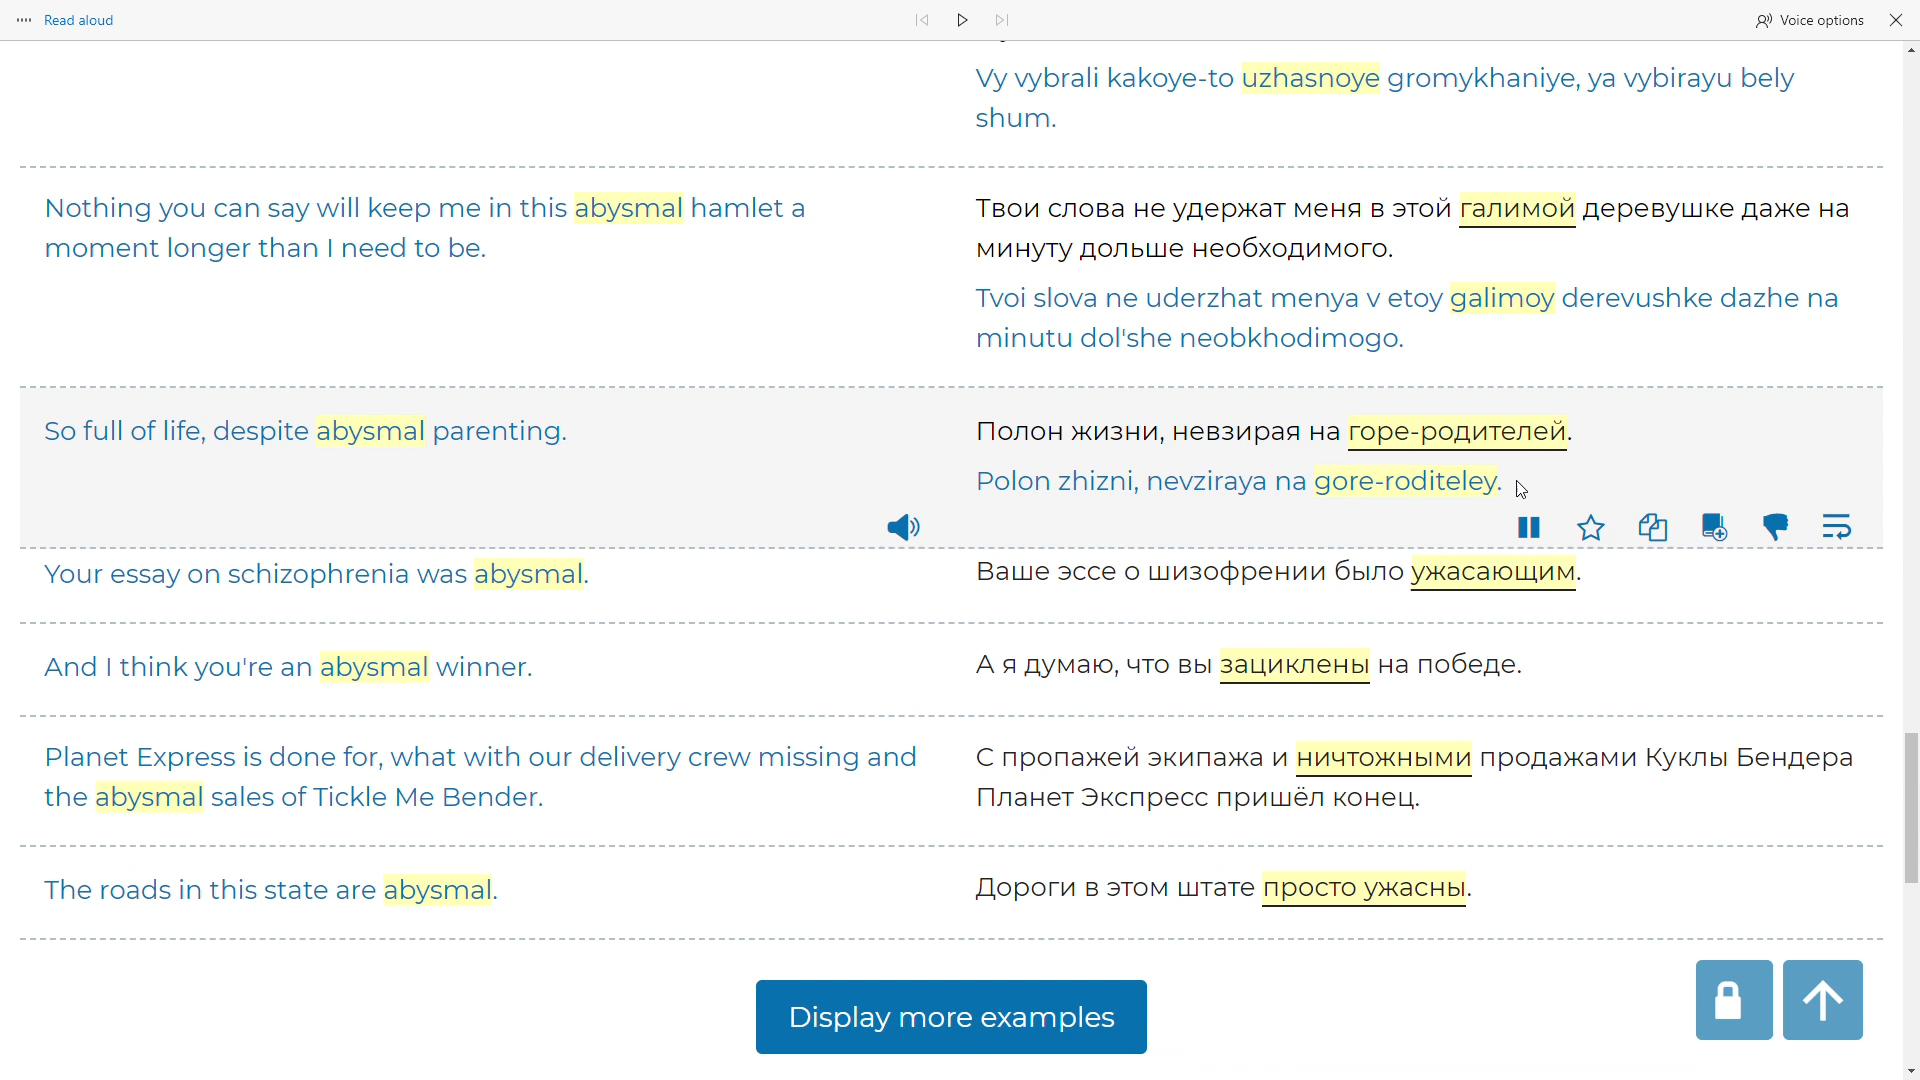 Read aloud
Voice options
Vy vybrali kakoye-to uzhasnoye gromykhaniye, ya vybirayu bely
shum.
Nothing you can say will keep me in this abysmal hamlet a
moment longer than I need to be.
Твои слова не удержат меня в этой галимой деревушке даже на
минуту дольше необходимого.
Tvoi slova ne uderzhat menya v etoy galimoy derevushke dazhe na
minutu dol'she neobkhodimogo.
So full of life, despite abysmal parenting.
Полон жизни, невзирая на горе-родителей.
Polon zhizni, nevziraya na gore-roditeley.
Your essay on schizophrenia was abysmal.
Ваше эссе о шизофрении было ужасающим.
And I think you're an abysmal winner.
А я думаю, что вы зациклены на победе.
Planet Express is done for, what with our delivery crew missing and
the abysmal sales of Tickle Me Bender.
С пропажей экипажа и ничтожными продажами Куклы Бендера
Планет Экспресс пришёл конец.
The roads in this state are abysmal.
Дороги в этом штате просто ужасны.
Display more examples